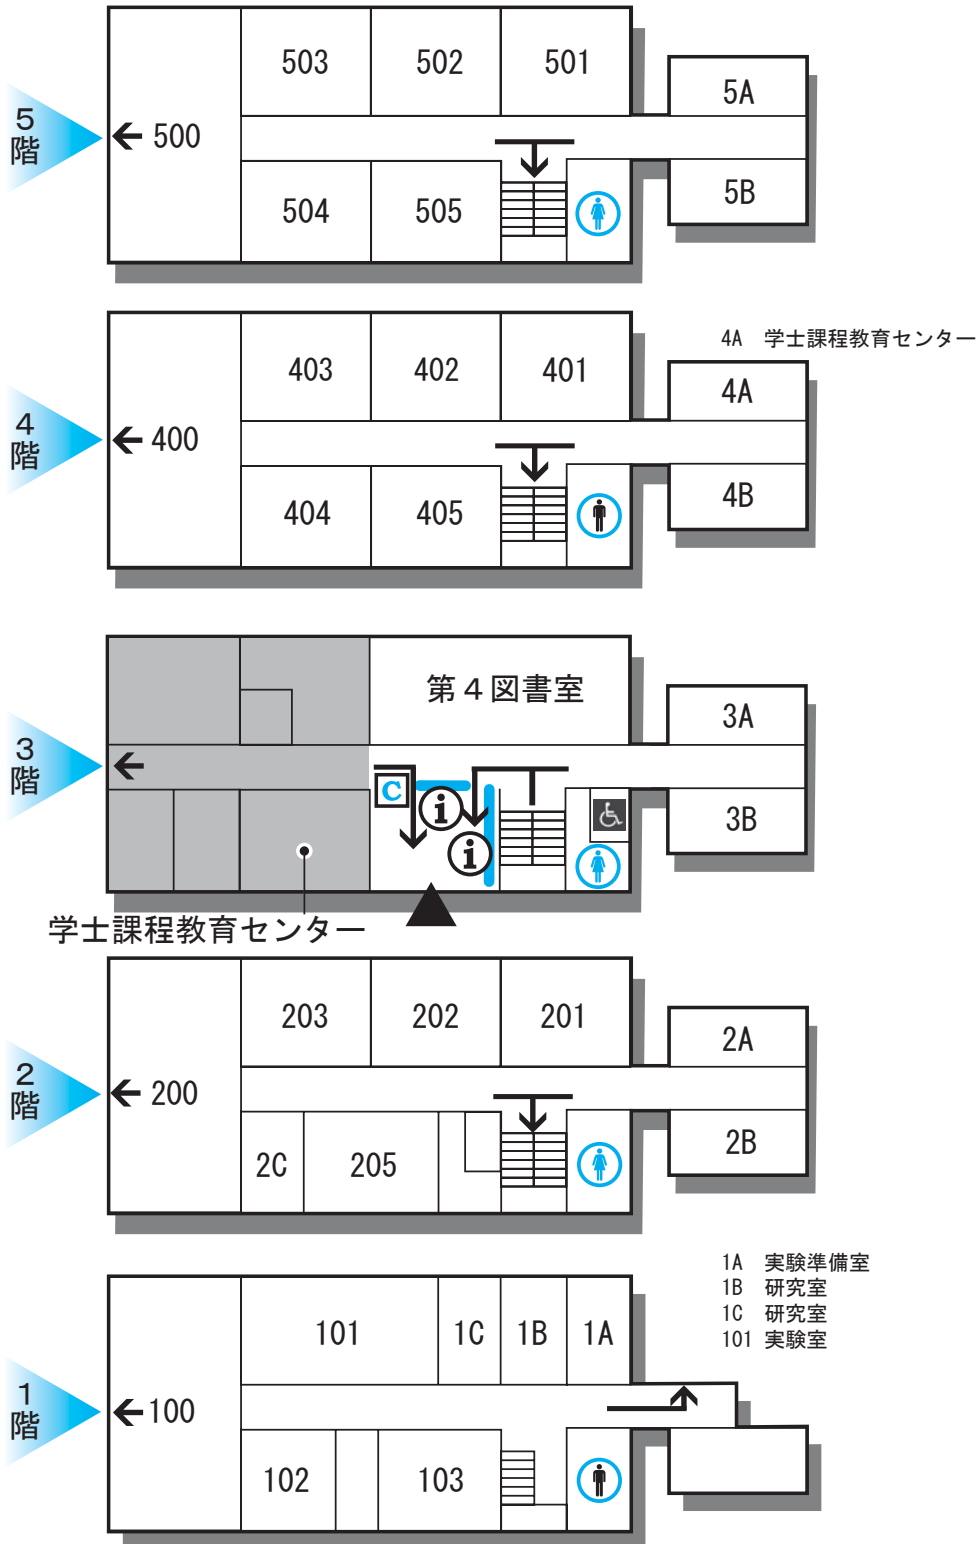 503 502 501
5A
5
階
500
504 505
5B
4A 学士課程教育センター
403 402 401
4A
4
階
400
404 405
4B
第4図書室
3A
3
階
C
i
i
3B
学士課程教育センター
203 202 201
2A
2
階
200
2C 205
2B
1A 実験準備室
1B 研究室
1C 研究室
101 実験室
101 1C 1B 1A
1
階
100
102 103